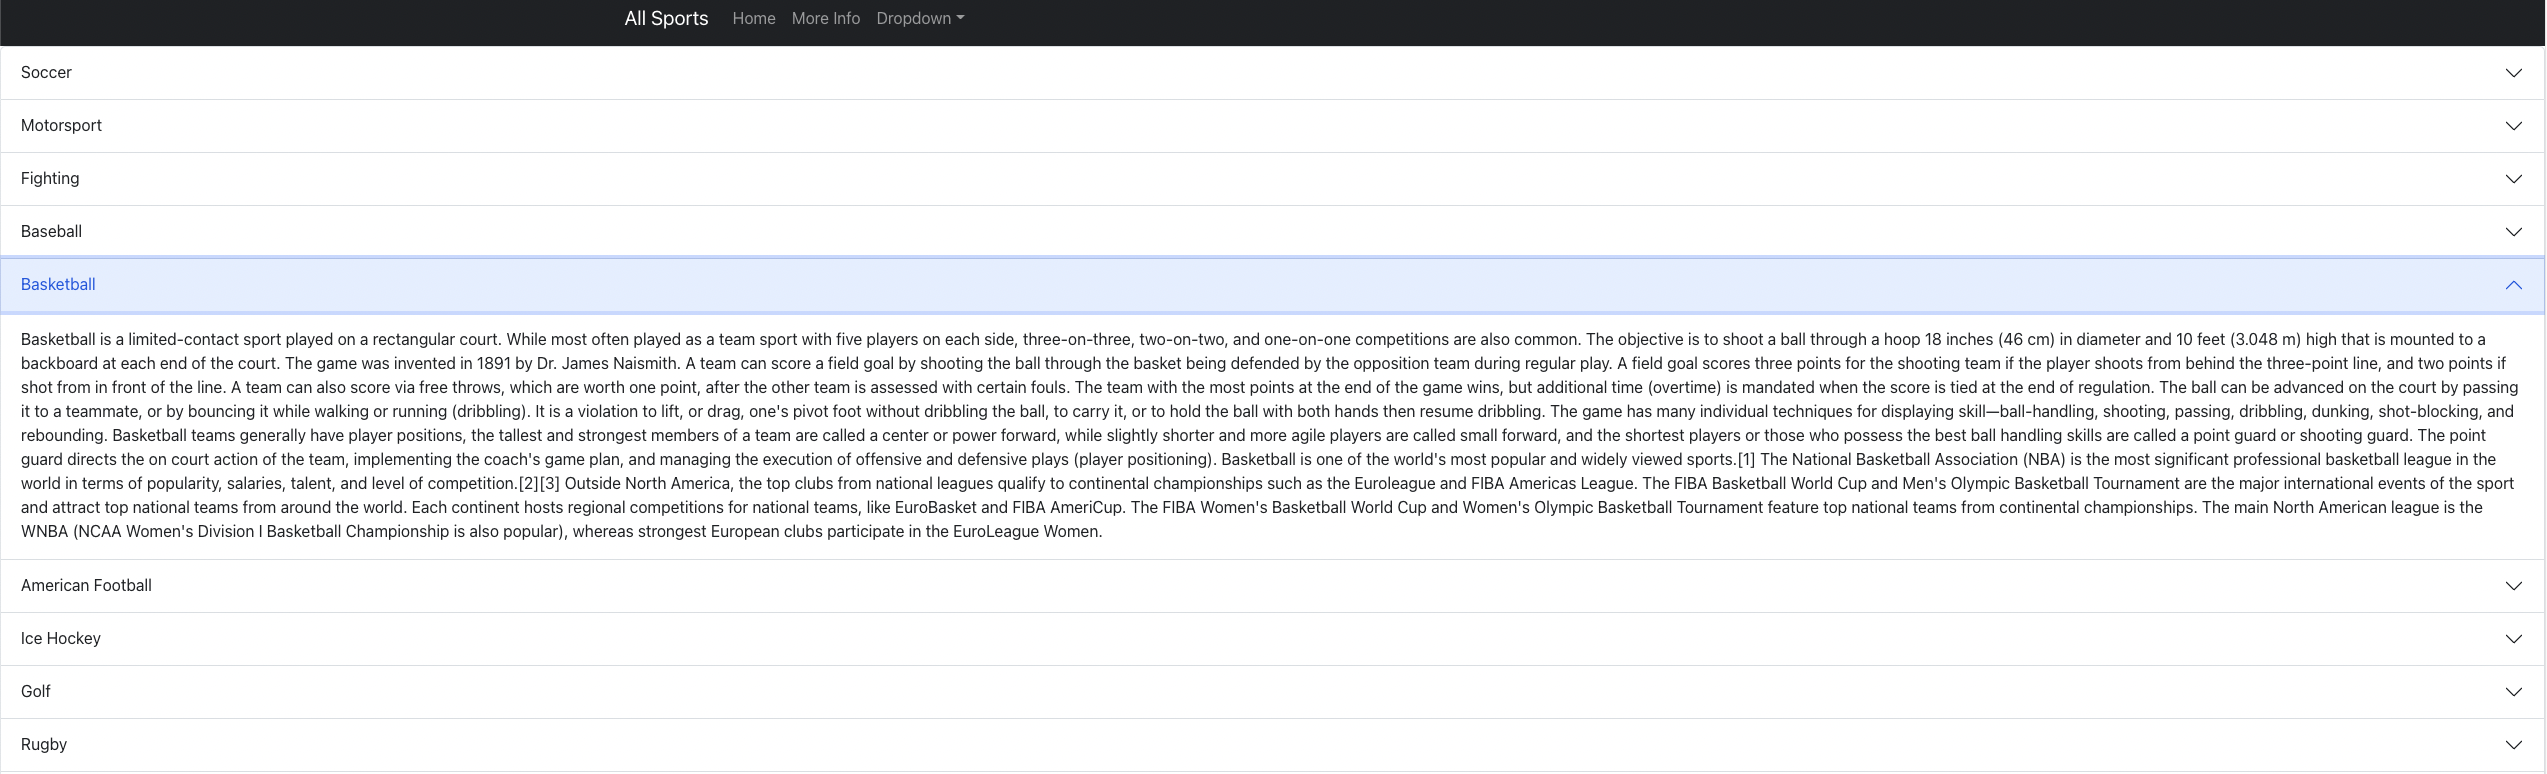 All Sports Home More Info Dropdown
Soccer
Motorsport
Fighting
Baseball
Basketball
Basketball is a limited-contact sport played on a rectangular court. While most often played as a team sport with five players on each side, three-on-three, two-on-two, and one-on-one competitions are also common. The objective is to shoot a ball through a hoop 18 inches (46 cm) in diameter and 10 feet (3.048 m) high that is mounted to a
backboard at each end of the court. The game was invented in 1891 by Dr. James Naismith. A team can score a field goal by shooting the ball through the basket being defended by the opposition team during regular play. A field goal scores three points for the shooting team if the player shoots from behind the three-point line, and two points if
shot from in front of the line. A team can also score via free throws, which are worth one point, after the other team is assessed with certain fouls. The team with the most points at the end of the game wins, but additional time (overtime) is mandated when the score is tied at the end of regulation. The ball can be advanced on the court by passing
it to a teammate, or by bouncing it while walking or running (dribbling). It is a violation to lift, or drag, one's pivot foot without dribbling the ball, to carry it, or to hold the ball with both hands then resume dribbling. The game has many individual techniques for displaying skill—ball-handling, shooting, passing, dribbling, dunking, shot-blocking, and
rebounding. Basketball teams generally have player positions, the tallest and strongest members of a team are called a center or power forward, while slightly shorter and more agile players are called small forward, and the shortest players or those who possess the best ball handling skills are called a point guard or shooting guard. The point
guard directs the on court action of the team, implementing the coach's game plan, and managing the execution of offensive and defensive plays (player positioning). Basketball is one of the world's most popular and widely viewed sports.[1] The National Basketball Association (NBA) is the most significant professional basketball league in the
world in terms of popularity, salaries, talent, and level of competition.[2][3] Outside North America, the top clubs from national leagues qualify to continental championships such as the Euroleague and FIBA Americas League. The FIBA Basketball World Cup and Men's Olympic Basketball Tournament are the major international events of the sport
and attract top national teams from around the world. Each continent hosts regional competitions for national teams, like EuroBasket and FIBA AmeriCup. The FIBA Women's Basketball World Cup and Women's Olympic Basketball Tournament feature top national teams from continental championships. The main North American league is the
WNBA (NCAA Women's Division I Basketball Championship is also popular), whereas strongest European clubs participate in the EuroLeague Women.
American Football
Ice Hockey
Golf
Rugby